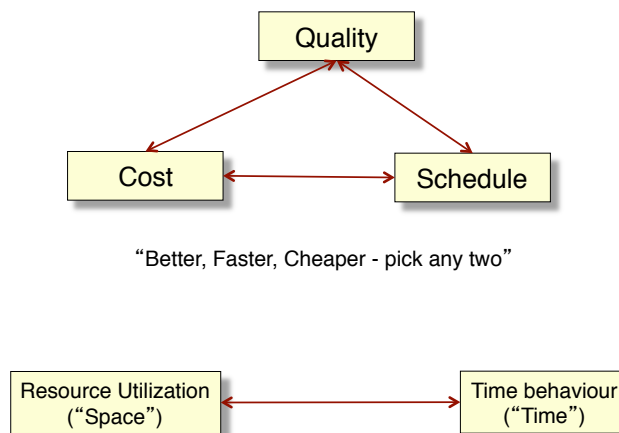 Quality
Cost
Schedule
“Better, Faster, Cheaper - pick any two”
Resource Utilization
(“Space”)
Time behaviour
(“Time”)